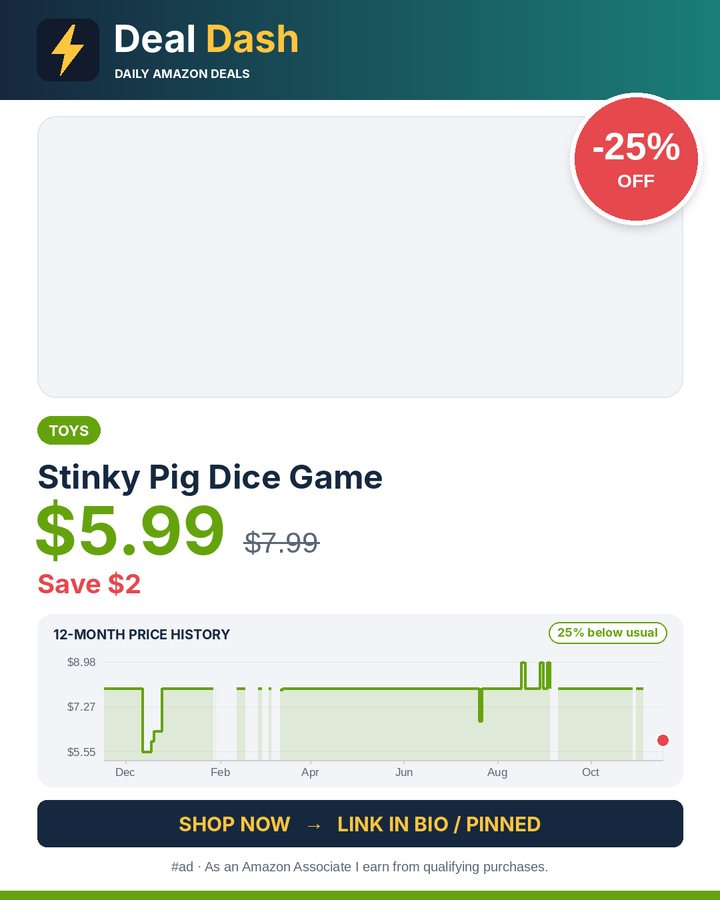 Deal Dash
DAILY AMAZON DEALS
-25%
OFF
TOYS
Stinky Pig Dice Game
$5.99 $7.99
Save $2
12-MONTH PRICE HISTORY
25% below usual
$8.98
$7.27
$5.55
Dec Feb Apr Jun Aug Oct
SHOP NOW → LINK IN BIO / PINNED
#ad · As an Amazon Associate I earn from qualifying purchases.